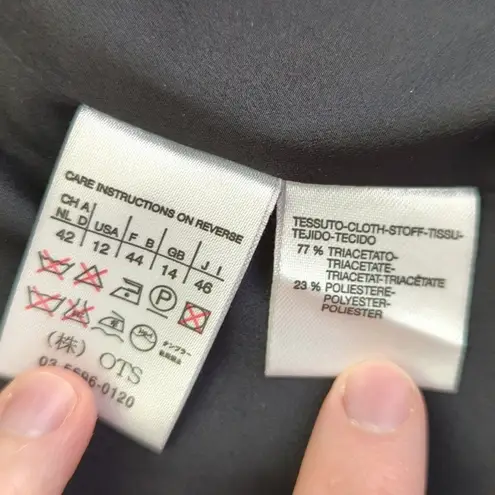 CARE INSTRUCTIONS ON REVERSE
CH A
NL D USA F B GB J I
42 12 44 14 46
P
(株) OTS
TESSUTO-CLOTH-STOFF-TISSU-
TEJIDO-TECIDO
77 % TRIACETATO-
TRIACETATE-
TRIACETAT-TRIACÉTATE
23 % POLIESTERE-
POLYESTER-
POLIESTER